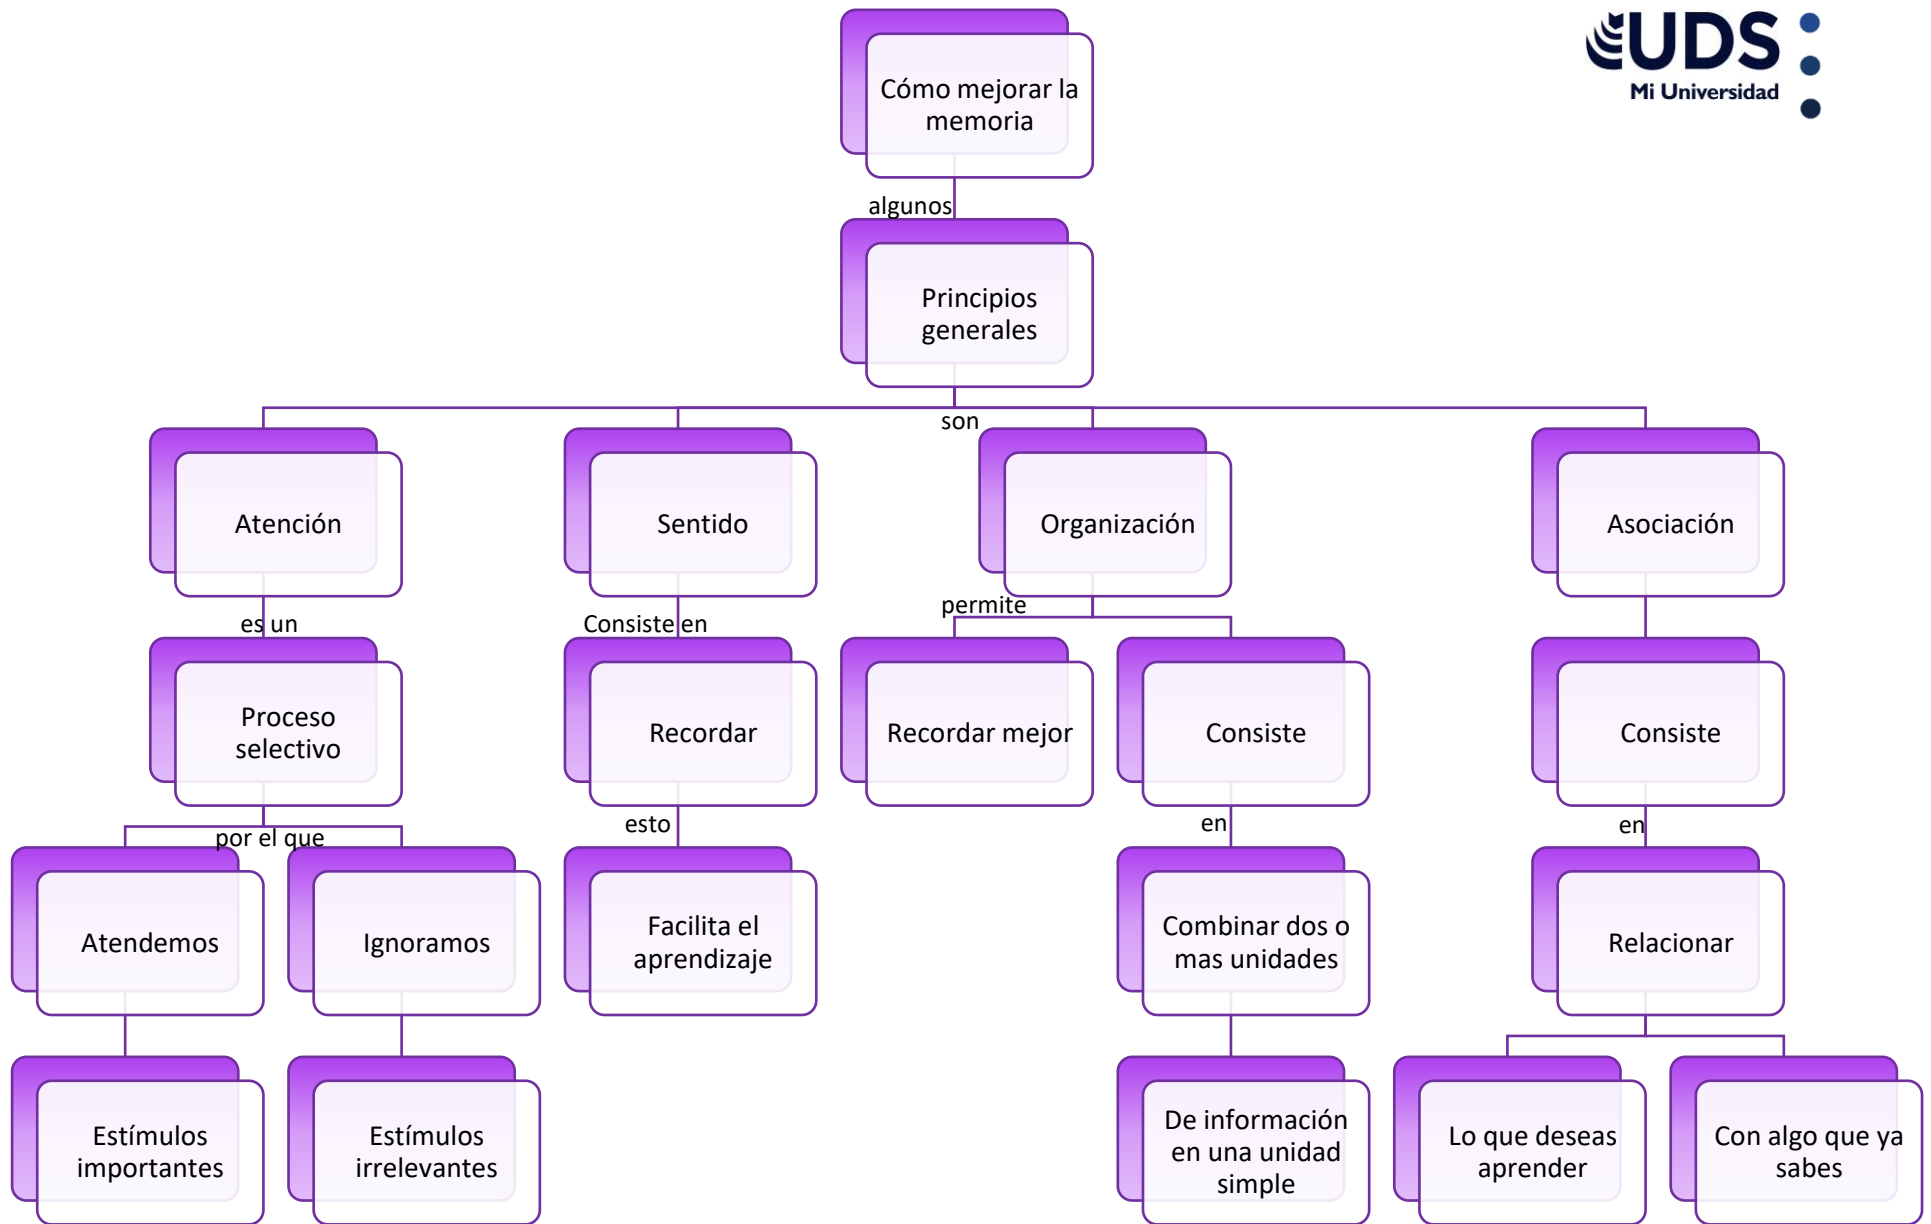 UDS
Mi Universidad
Cómo mejorar la
memoria
algunos
Principios
generales
son
Atención
Sentido
Organización
Asociación
es un
Consiste en
permite
Proceso
selectivo
Recordar
Recordar mejor
Consiste
Consiste
por el que
esto
en
en
Atendemos
Ignoramos
Facilita el
aprendizaje
Combinar dos o
mas unidades
Relacionar
Estímulos
importantes
Estímulos
irrelevantes
De información
en una unidad
simple
Lo que deseas
aprender
Con algo que ya
sabes